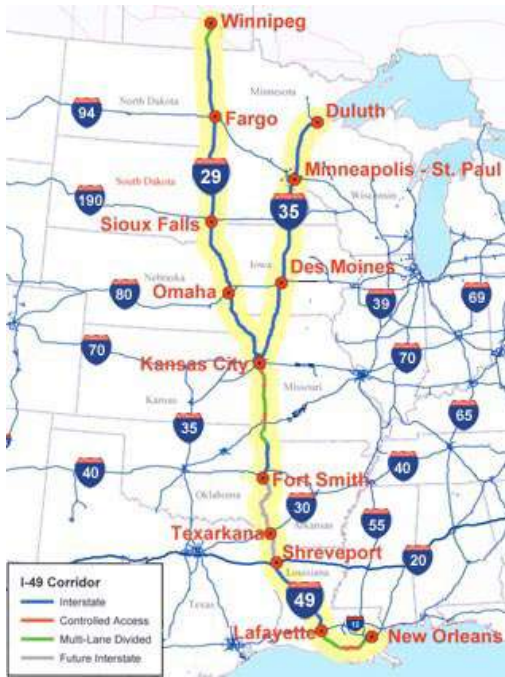 Winnipeg
North Dakota
Minnesota
94
Fargo
Duluth
29
Minneapolis - St. Paul
South Dakota
190
35
Wisconsin
Sioux Falls
Iowa
Des Moines
Nebraska
Omaha
80
39
69
70
Kansas City
70
Missouri
Kansas
35
65
40
Fort Smith
40
Oklahoma
30
Arkansas
Texarkana
55
Shreveport
20
Louisiana
I-49 Corridor
Interstate
Controlled Access
Multi-Lane Divided
Future Interstate
Texas
49
12
Lafayette
New Orleans